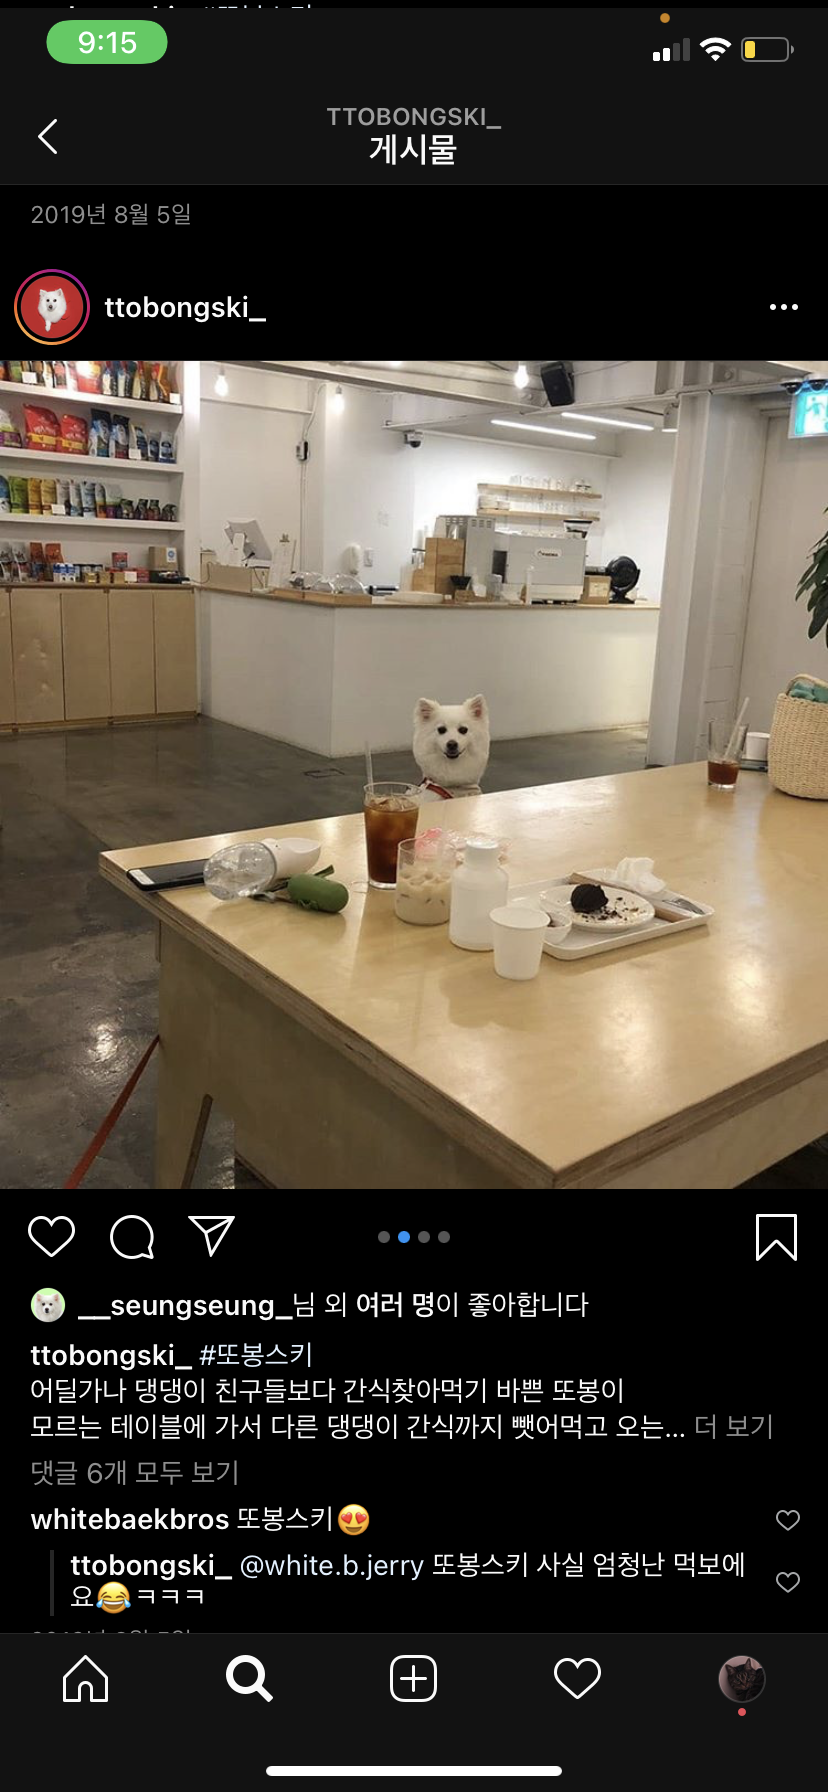 9:15
TTOBONGSKI_
게시물
2019년 8월 5일
ttobongski_
__seungseung_님 외 여러 명이 좋아합니다
ttobongski_ #또봉스키
어딜가나 댕댕이 친구들보다 간식찾아먹기 바쁜 또봉이
모르는 테이블에 가서 다른 댕댕이 간식까지 뺏어먹고 오는... 더 보기
댓글 6개 모두 보기
whitebaekbros 또봉스키😍
ttobongski_ @white.b.jerry 또봉스키 사실 엄청난 먹보에
요😂ㅋㅋㅋ